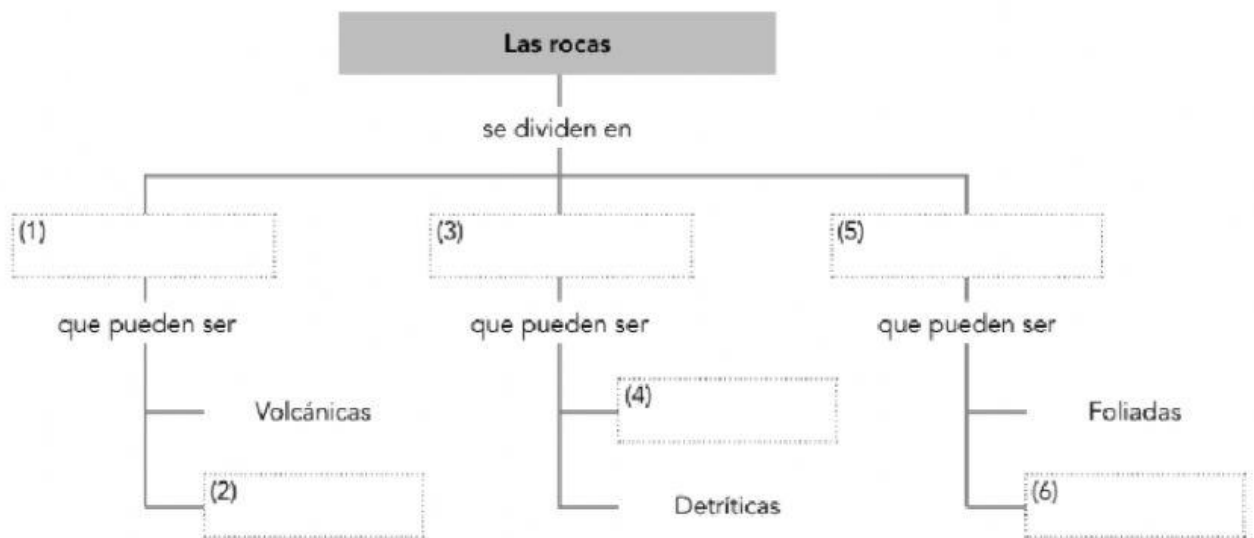 Las rocas
se dividen en
(1)
(3)
(5)
que pueden ser
que pueden ser
que pueden ser
Volcánicas
(4)
Foliadas
(2)
Detríticas
(6)